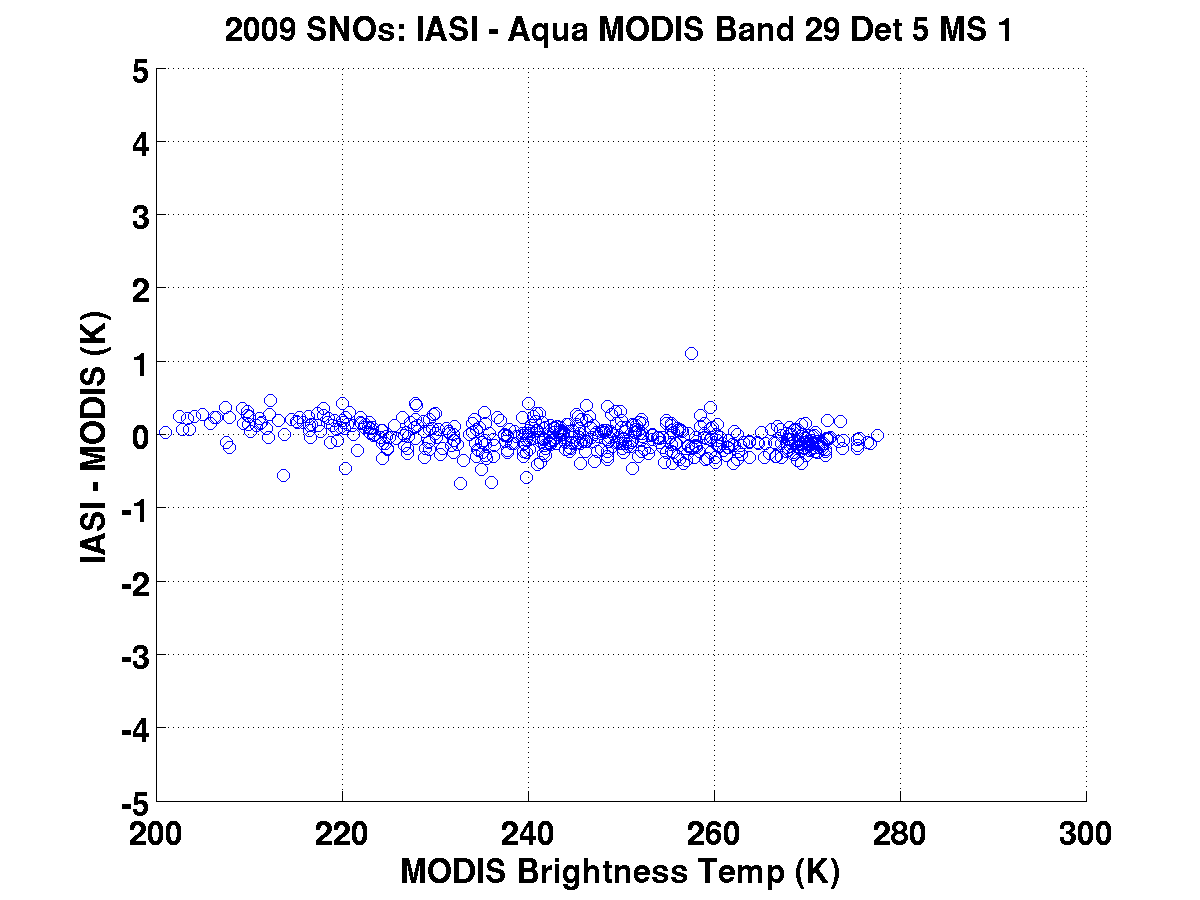 2009 SNOs: IASI - Aqua MODIS Band 29 Det 5 MS 1
5
4
3
2
1
0
-1
-2
-3
-4
-5
IASI - MODIS (K)
200 220 240 260 280 300
MODIS Brightness Temp (K)